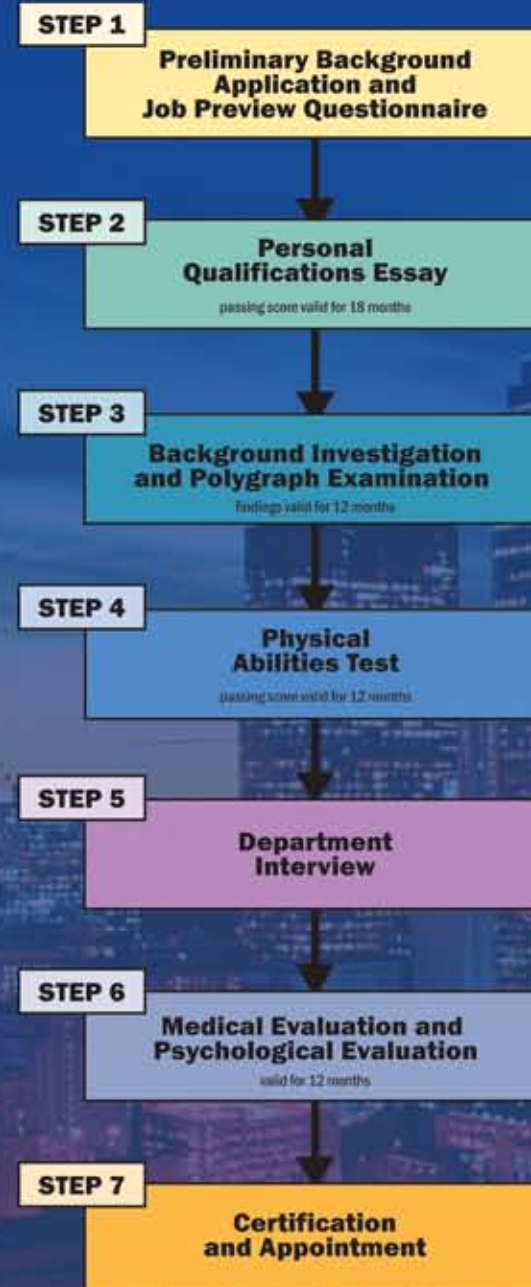 STEP 1
Preliminary Background
Application and
Job Preview Questionnaire
STEP 2
Personal
Qualifications Essay
passing score valid for 18 months
STEP 3
Background Investigation
and Polygraph Examination
findings valid for 12 months
STEP 4
Physical
Abilities Test
passing score valid for 12 months
STEP 5
Department
Interview
STEP 6
Medical Evaluation and
Psychological Evaluation
valid for 12 months
STEP 7
Certification
and Appointment